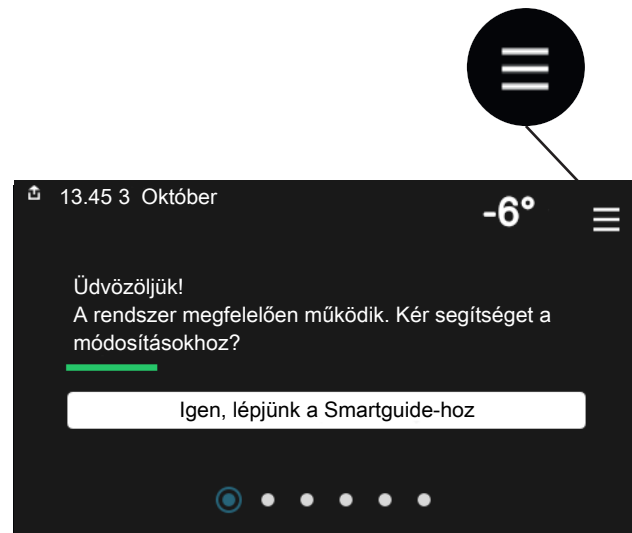 13.45 3 Október
-6°
Üdvözöljük!
A rendszer megfelelően működik. Kér segítséget a
módosításokhoz?
Igen, lépjünk a Smartguide-hoz